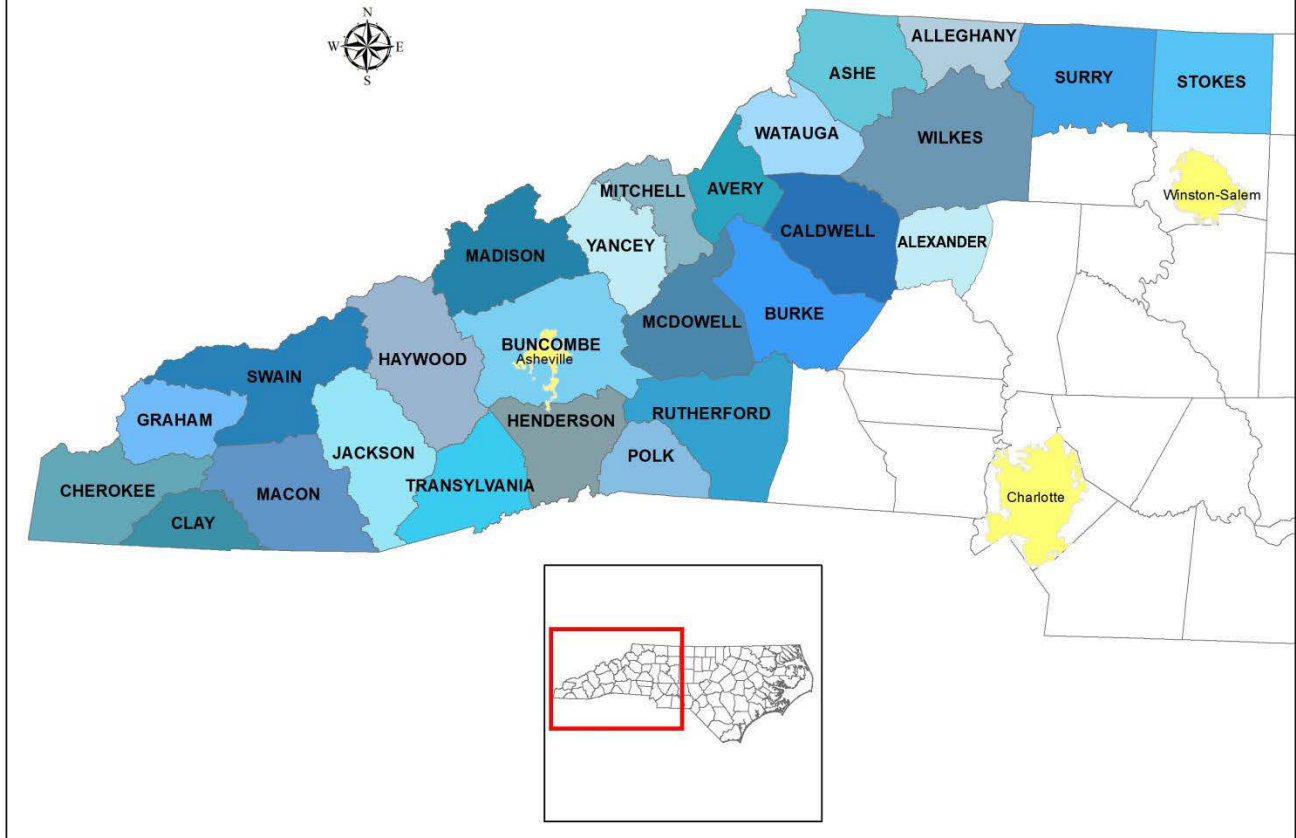 N
W E
S
ALLEGHANY
ASHE
SURRY
STOKES
WATAUGA
WILKES
MITCHELL
AVERY
Winston-Salem
YANCEY
CALDWELL
ALEXANDER
MADISON
MCDOWELL
BURKE
BUNCOMBE
Asheville
HAYWOOD
SWAIN
GRAHAM
HENDERSON
RUTHERFORD
JACKSON
POLK
CHEROKEE
MACON
TRANSYLVANIA
Charlotte
CLAY